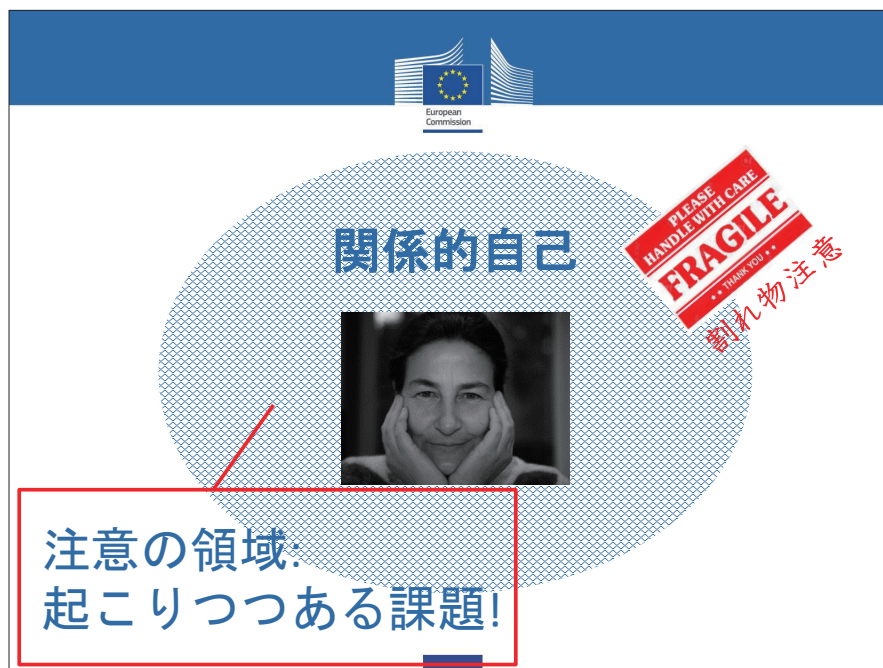 European
Commission
関係的自己
PLEASE
HANDLE WITH CARE
FRAGILE
•• THANK YOU ••
割れ物注意
注意の領域:
起こりつつある課題!